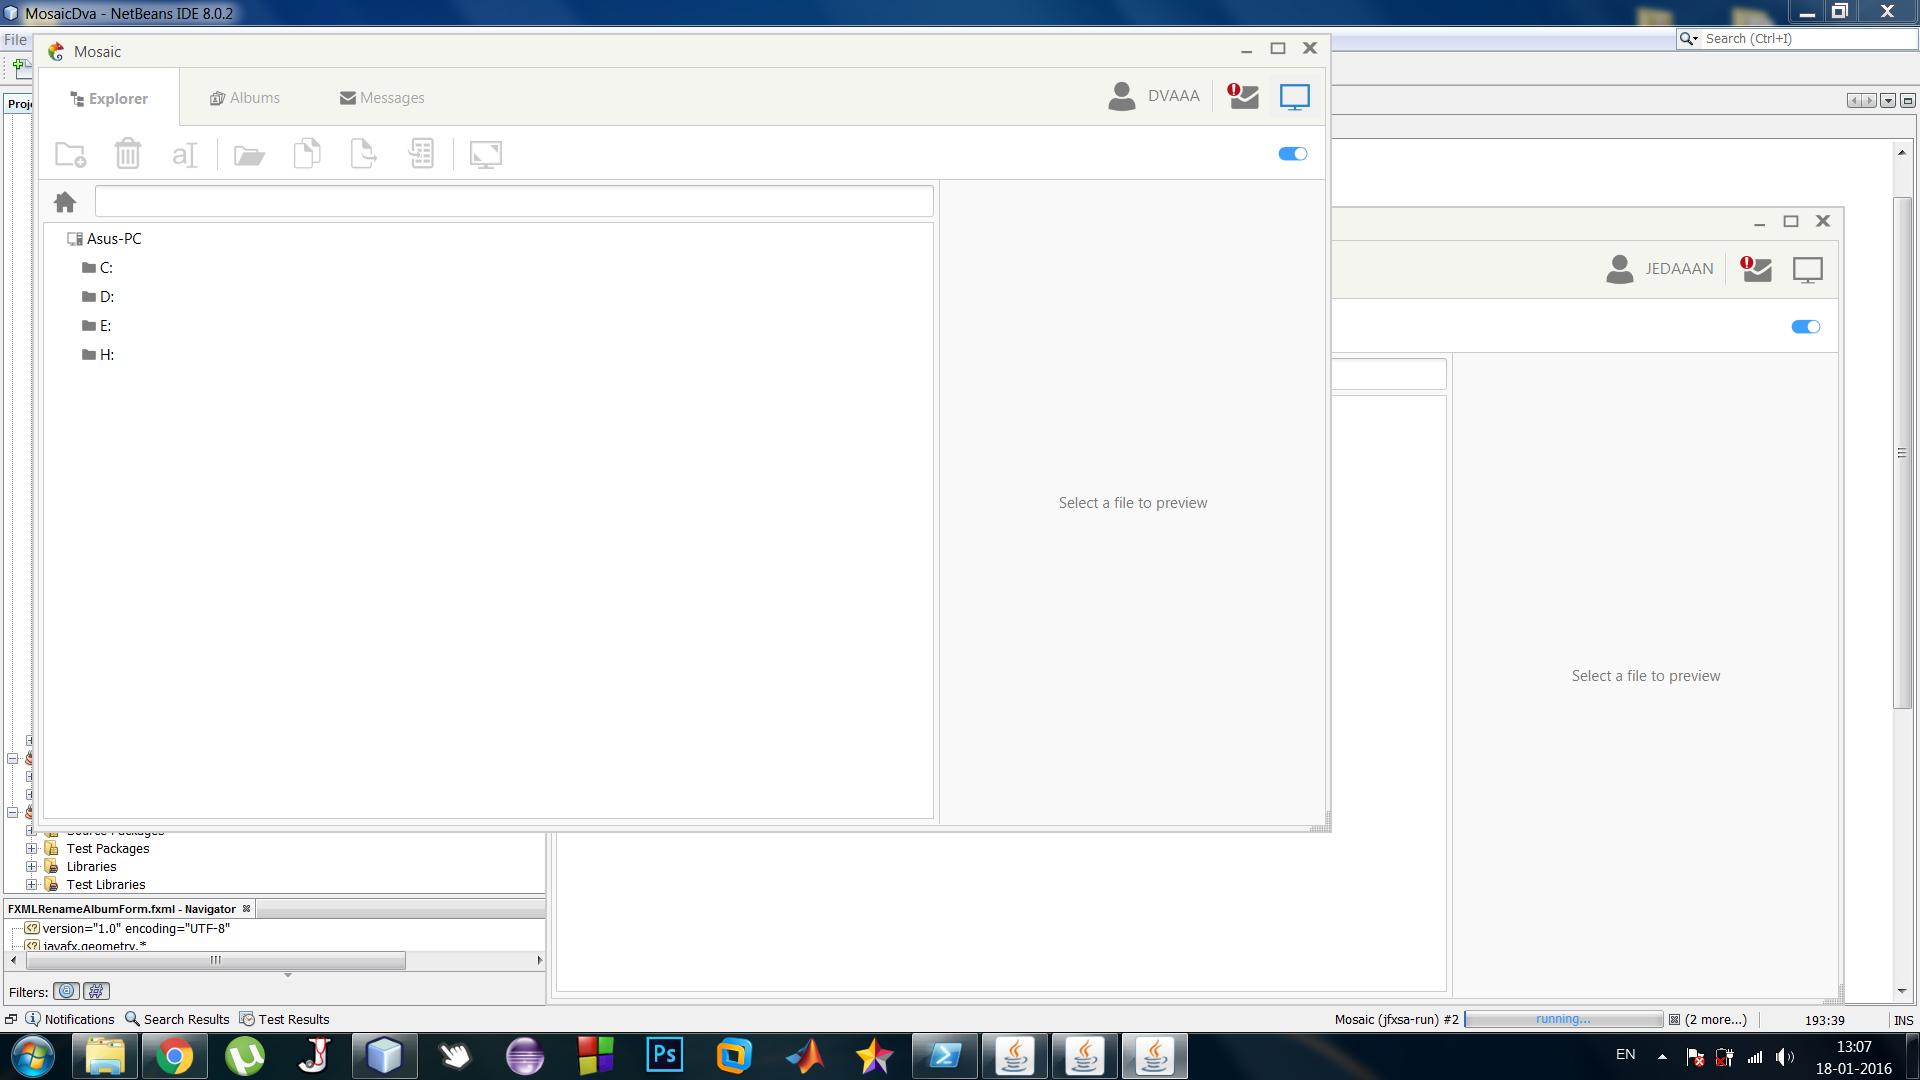 MosaicDva - NetBeans IDE 8.0.2
File
Search (Ctrl+I)
Mosaic
Explorer
Albums
Messages
DVAAA
Proj
JEDAAAN
Asus-PC
C:
D:
E:
H:
Select a file to preview
Select a file to preview
Source Packages
Test Packages
Libraries
Test Libraries
FXMLRenameAlbumForm.fxml - Navigator
version="1.0" encoding="UTF-8"
javafx.geometry.*
Filters:
Notifications
Search Results
Test Results
Mosaic (jfxsa-run) #2
running...
(2 more...)
193:39
INS
Ps
EN
13:07
18-01-2016